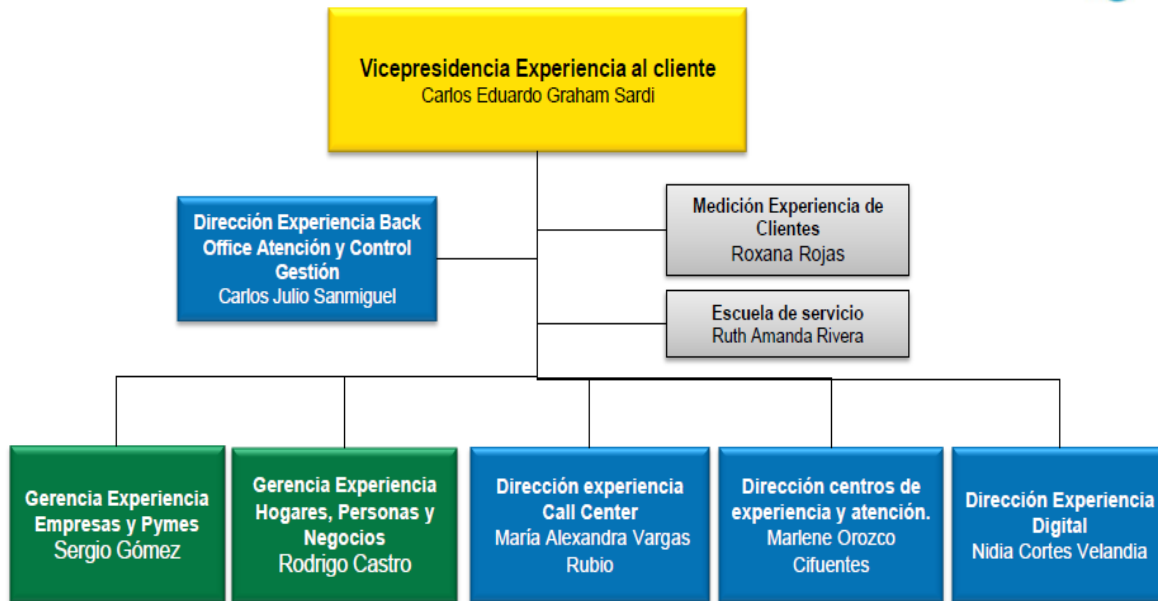 Vicepresidencia Experiencia al cliente
Carlos Eduardo Graham Sardi
Dirección Experiencia Back
Office Atención y Control
Gestión
Carlos Julio Sanmiguel
Medición Experiencia de
Clientes
Roxana Rojas
Escuela de servicio
Ruth Amanda Rivera
Gerencia Experiencia
Empresas y Pymes
Sergio Gómez
Gerencia Experiencia
Hogares, Personas y
Negocios
Rodrigo Castro
Dirección experiencia
Call Center
María Alexandra Vargas
Rubio
Dirección centros de
experiencia y atención.
Marlene Orozco
Cifuentes
Dirección Experiencia
Digital
Nidia Cortes Velandia